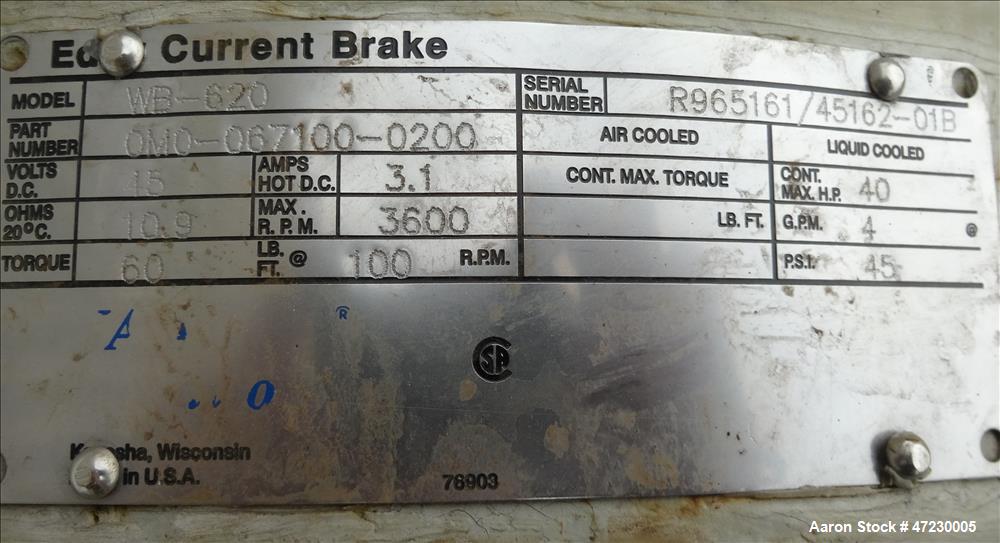 Current Brake
MODEL WB-620 SERIAL NUMBER R965161/45162-01B
PART NUMBER 0M0-067100-0200 AIR COOLED LIQUID COOLED
VOLTS D.C. 45 AMPS HOT D.C. 3.1 CONT. MAX. TORQUE CONT. MAX. H.P. 40
OHMS 20°C. 10.9 MAX. R.P.M. 3600 LB. FT. G.P.M. 4 @
TORQUE 60 LB. FT. @ 100 R.P.M. P.S.I. 45
®
Wisconsin
in U.S.A.
76903
Aaron Stock # 47230005